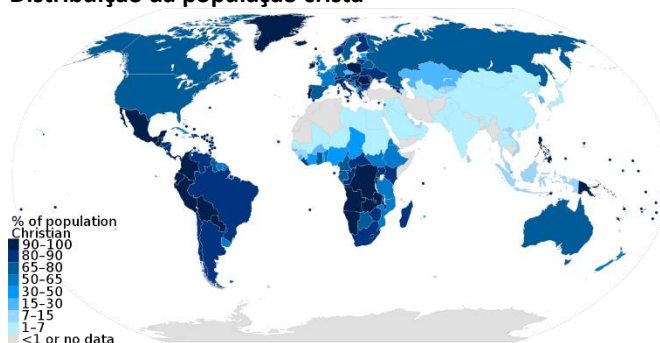 Distribuição da população cristã
% of population
Christian
90–100
80–90
65–80
50–65
30–50
15–30
7–15
1–7
<1 or no data